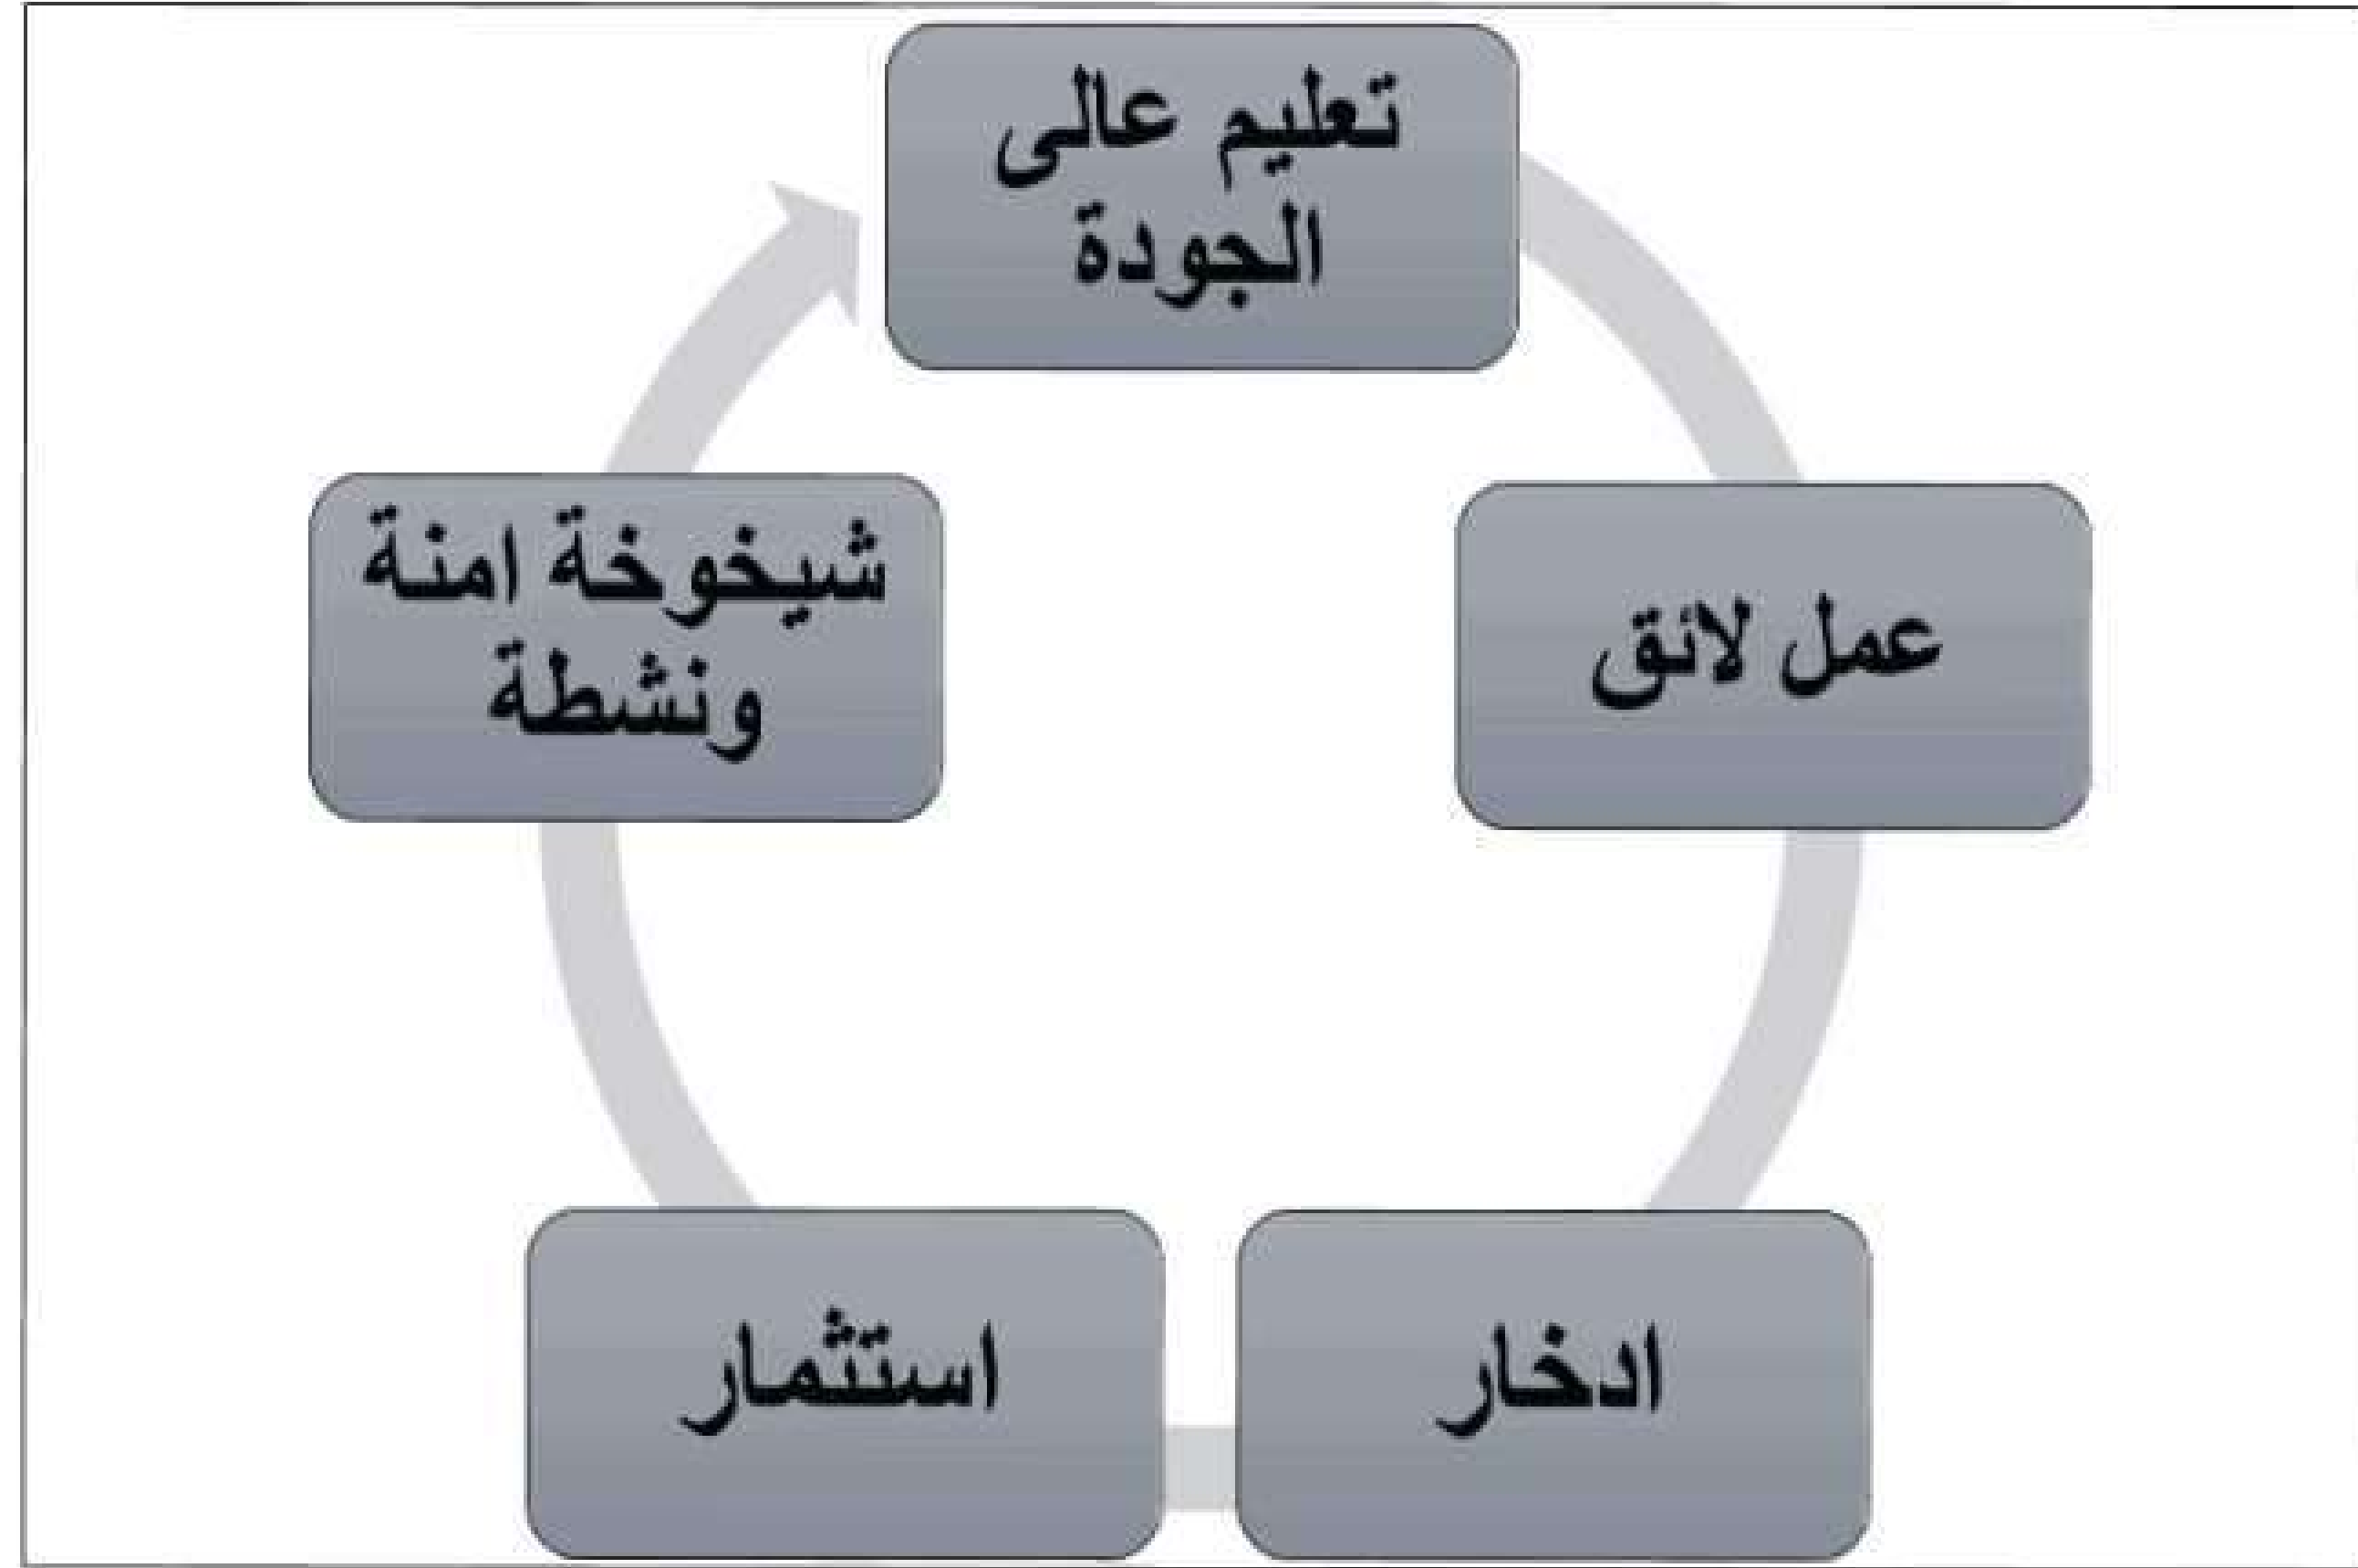 تعليم عالى
الجودة
عمل لائق
ادخار
استثمار
شيخوخة امنة
ونشطة